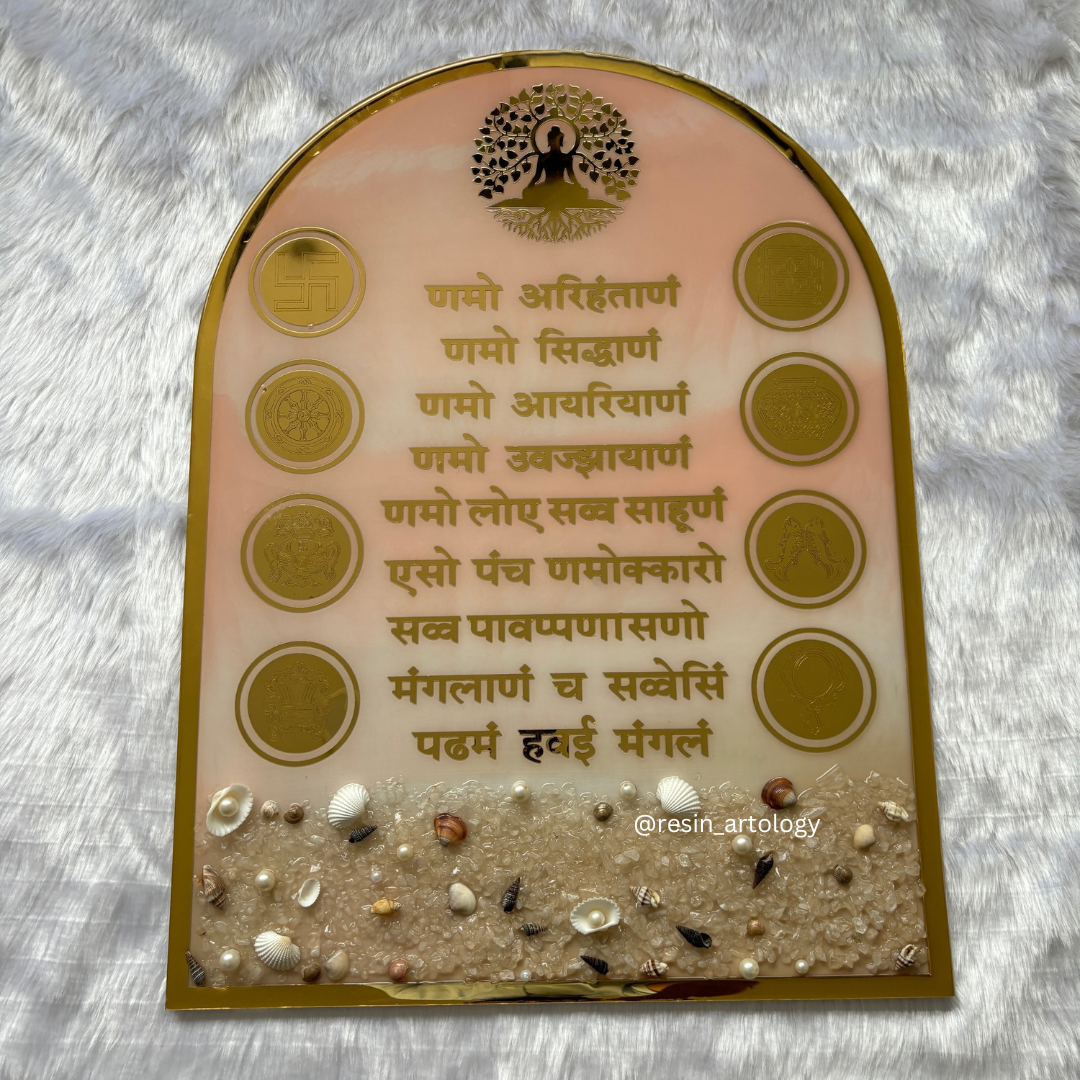 णमो अरिहंताणं
णमो सिद्धाणं
णमो आयरियाणं
णमो उवज्झायाणं
णमो लोए सव्व साहूणं
एसो पंच णमोक्कारो
सव्व पावप्पणासणो
मंगलाणं च सव्वेसिं
पढमं हवई मंगलं
@resin_artology